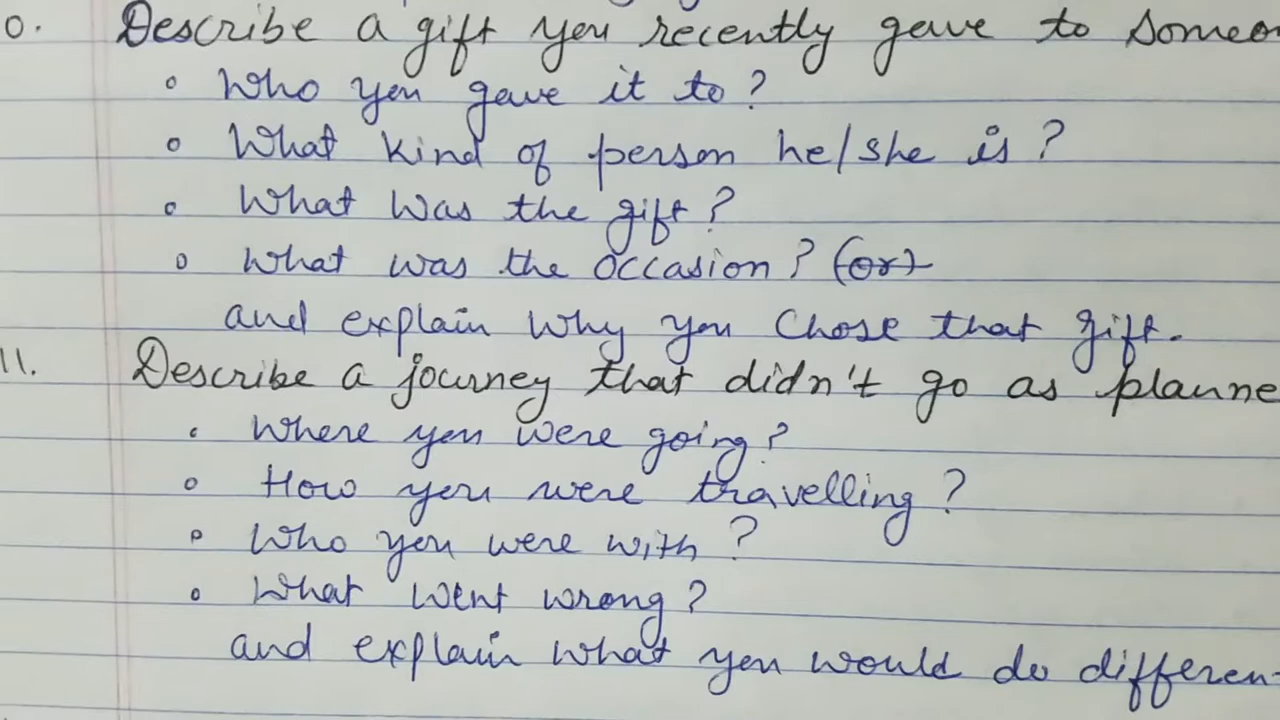 0. Describe a gift you recently gave to Someo
◦ Who you gave it to?
◦ What kind of person he/she is?
◦ What was the gift?
◦ What was the occasion? (or)
and explain why you chose that gift.
11. Describe a journey that didn't go as planne
◦ Where you were going?
◦ How you were travelling?
◦ Who you were with?
◦ What went wrong?
and explain what you would do differen